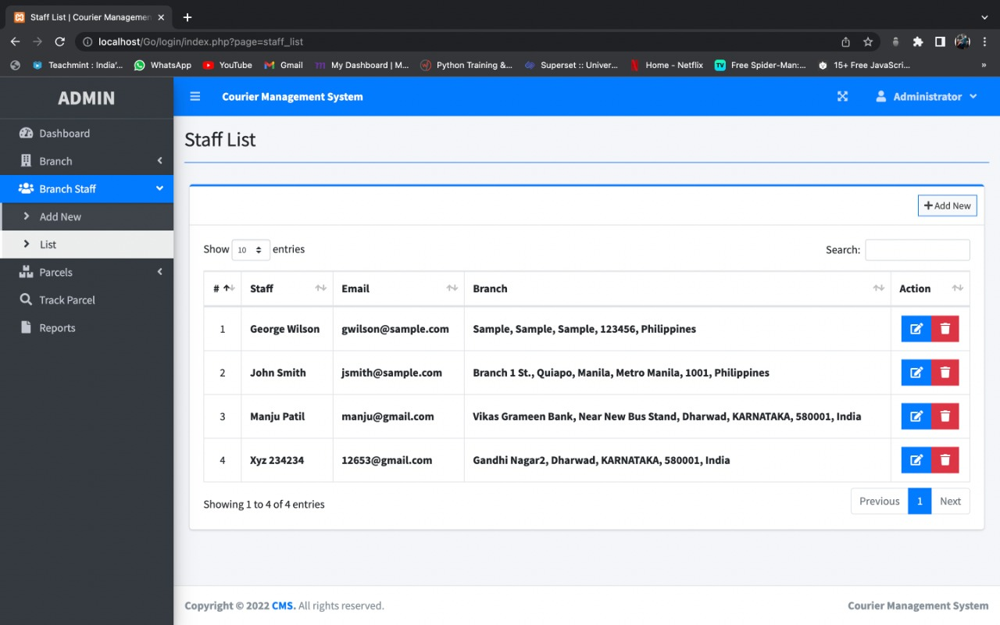 Staff List | Courier Managemen
localhost/Go/login/index.php?page=staff_list
Teachmint : India'... WhatsApp YouTube Gmail My Dashboard | M... Python Training &... Superset :: Univer... Home - Netflix Free Spider-Man:... 15+ Free JavaScri... »
ADMIN
Courier Management System
Administrator
Dashboard
Branch
Branch Staff
Add New
List
Parcels
Track Parcel
Reports
Staff List
Add New
Show 10 entries
Search:
# Staff Email Branch Action
1 George Wilson gwilson@sample.com Sample, Sample, Sample, 123456, Philippines
2 John Smith jsmith@sample.com Branch 1 St., Quiapo, Manila, Metro Manila, 1001, Philippines
3 Manju Patil manju@gmail.com Vikas Grameen Bank, Near New Bus Stand, Dharwad, KARNATAKA, 580001, India
4 Xyz 234234 12653@gmail.com Gandhi Nagar2, Dharwad, KARNATAKA, 580001, India
Showing 1 to 4 of 4 entries
Previous 1 Next
Copyright © 2022 CMS. All rights reserved.
Courier Management System